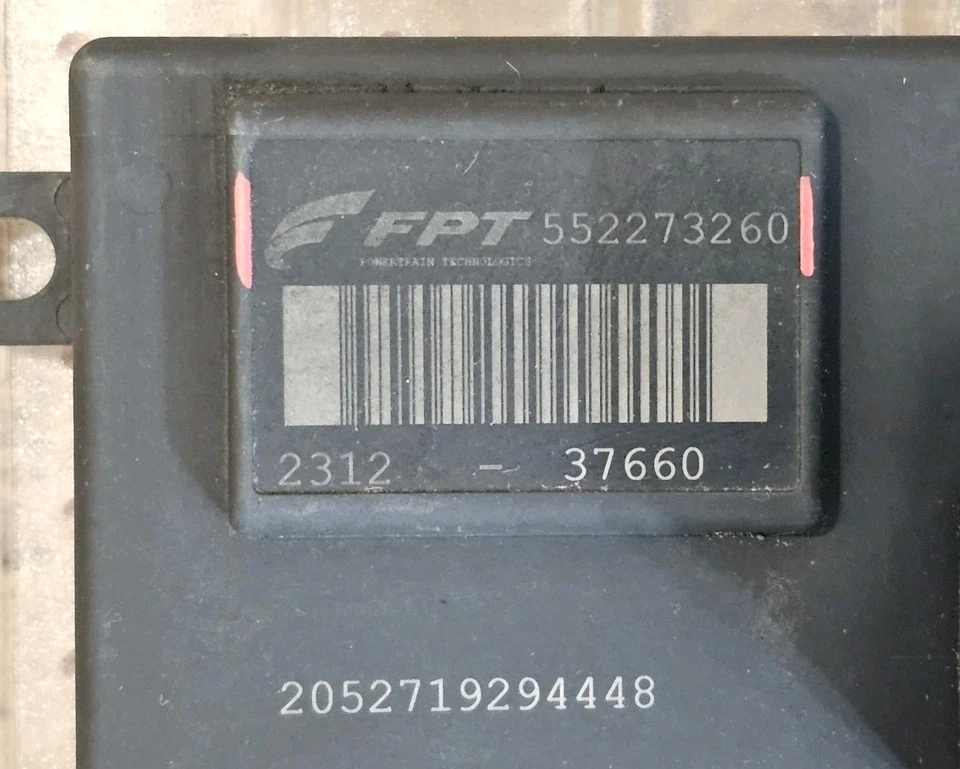 FPT 552273260
POWERTRAIN TECHNOLOGIES
2312 - 37660
2052719294448